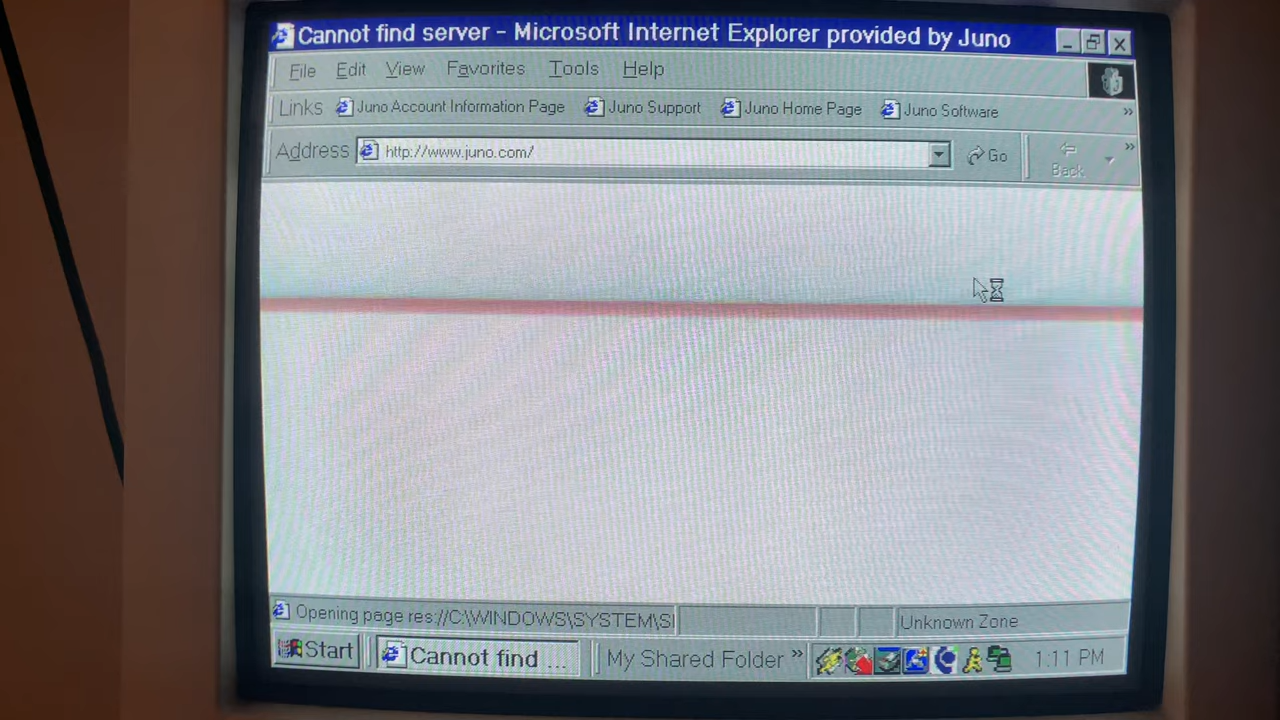 Cannot find server - Microsoft Internet Explorer provided by Juno
File Edit View Favorites Tools Help
Links Juno Account Information Page Juno Support Juno Home Page Juno Software »
Address http://www.juno.com/ Go Back »
Opening page res://C:\WINDOWS\SYSTEM\S Unknown Zone
Start Cannot find ... My Shared Folder » 1:11 PM